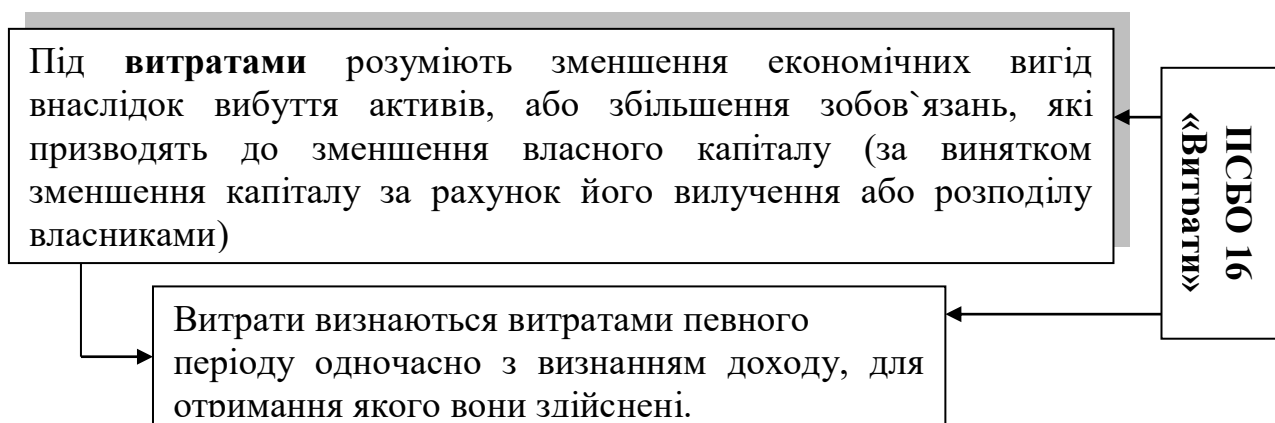 Під витратами розуміють зменшення економічних вигід
внаслідок вибуття активів, або збільшення зобов`язань, які
призводять до зменшення власного капіталу (за винятком
зменшення капіталу за рахунок його вилучення або розподілу
власниками)
ПСБО 16
«Витрати»
Витрати визнаються витратами певного
періоду одночасно з визнанням доходу, для
отримання якого вони здійснені.